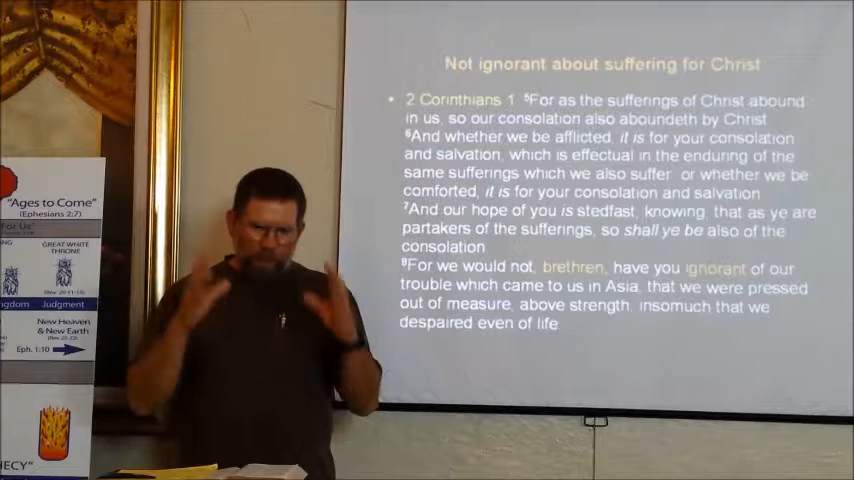 Not ignorant about suffering for Christ
• 2 Corinthians 1 5For as the sufferings of Christ abound
in us, so our consolation also aboundeth by Christ
6And whether we be afflicted, it is for your consolation
and salvation, which is effectual in the enduring of the
same sufferings which we also suffer or whether we be
comforted, it is for your consolation and salvation
7And our hope of you is stedfast, knowing, that as ye are
partakers of the sufferings, so shall ye be also of the
consolation
8For we would not, brethren, have you ignorant of our
trouble which came to us in Asia, that we were pressed
out of measure, above strength, insomuch that we
despaired even of life
"Ages to Come"
(Ephesians 2:7)
For Us"
GREAT WHITE
THRONE
Judgment
New Heaven
& New Earth
Eph. 1:10